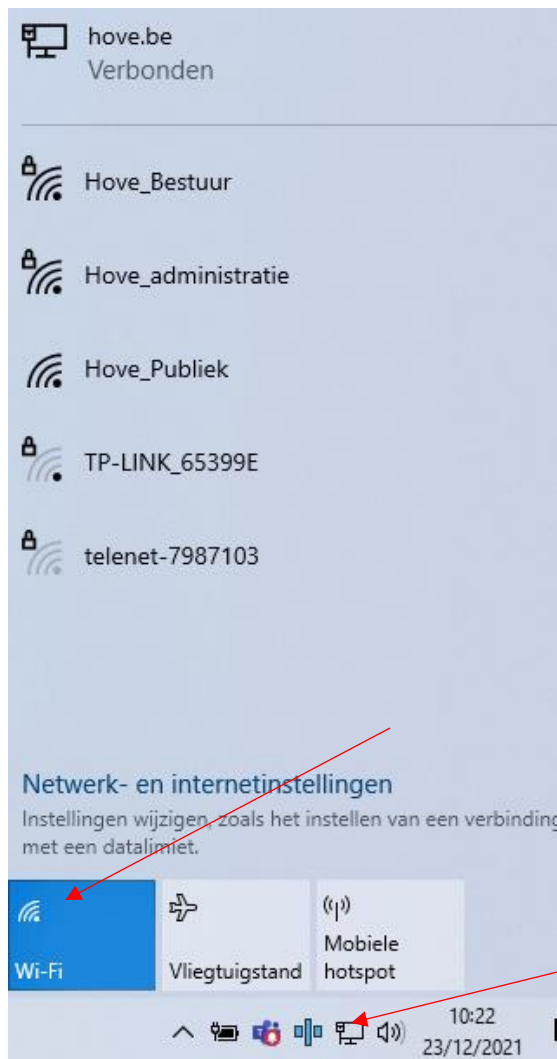 hove.be
Verbonden
Hove_Bestuur
Hove_administratie
Hove_Publiek
TP-LINK_65399E
telenet-7987103
Netwerk- en internetinstellingen
Instellingen wijzigen, zoals het instellen van een verbinding
met een datalimiet.
Wi-Fi
Vliegtuigstand
Mobiele
hotspot
10:22
23/12/2021